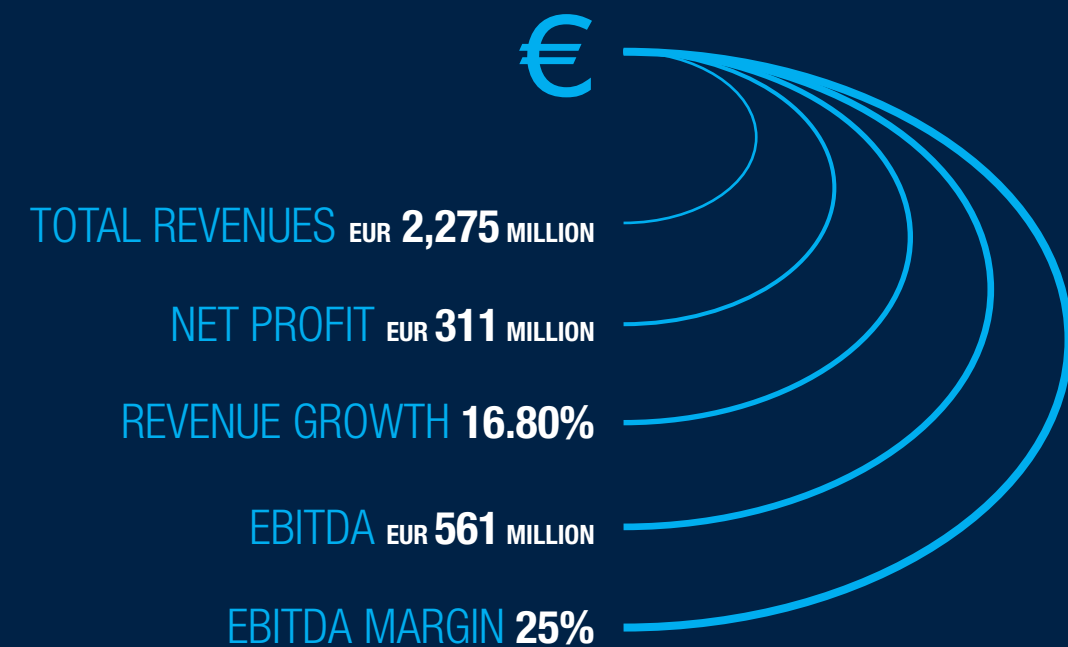 €
TOTAL REVENUES EUR 2,275 MILLION
NET PROFIT EUR 311 MILLION
REVENUE GROWTH 16.80%
EBITDA EUR 561 MILLION
EBITDA MARGIN 25%